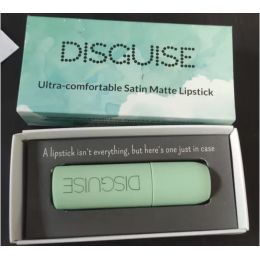 DISGUISE
Ultra-comfortable Satin Matte Lipstick
A lipstick isn't everything, but here's one just in case
DISGUISE